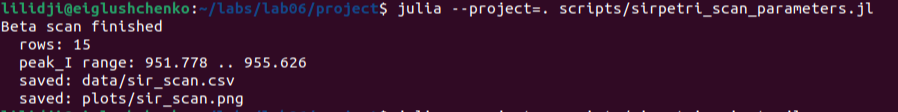 lilidji@eiglushchenko:~/labs/lab06/project$ julia --project=. scripts/sirpetri_scan_parameters.jl
Beta scan finished
  rows: 15
  peak_I range: 951.778 .. 955.626
  saved: data/sir_scan.csv
  saved: plots/sir_scan.png